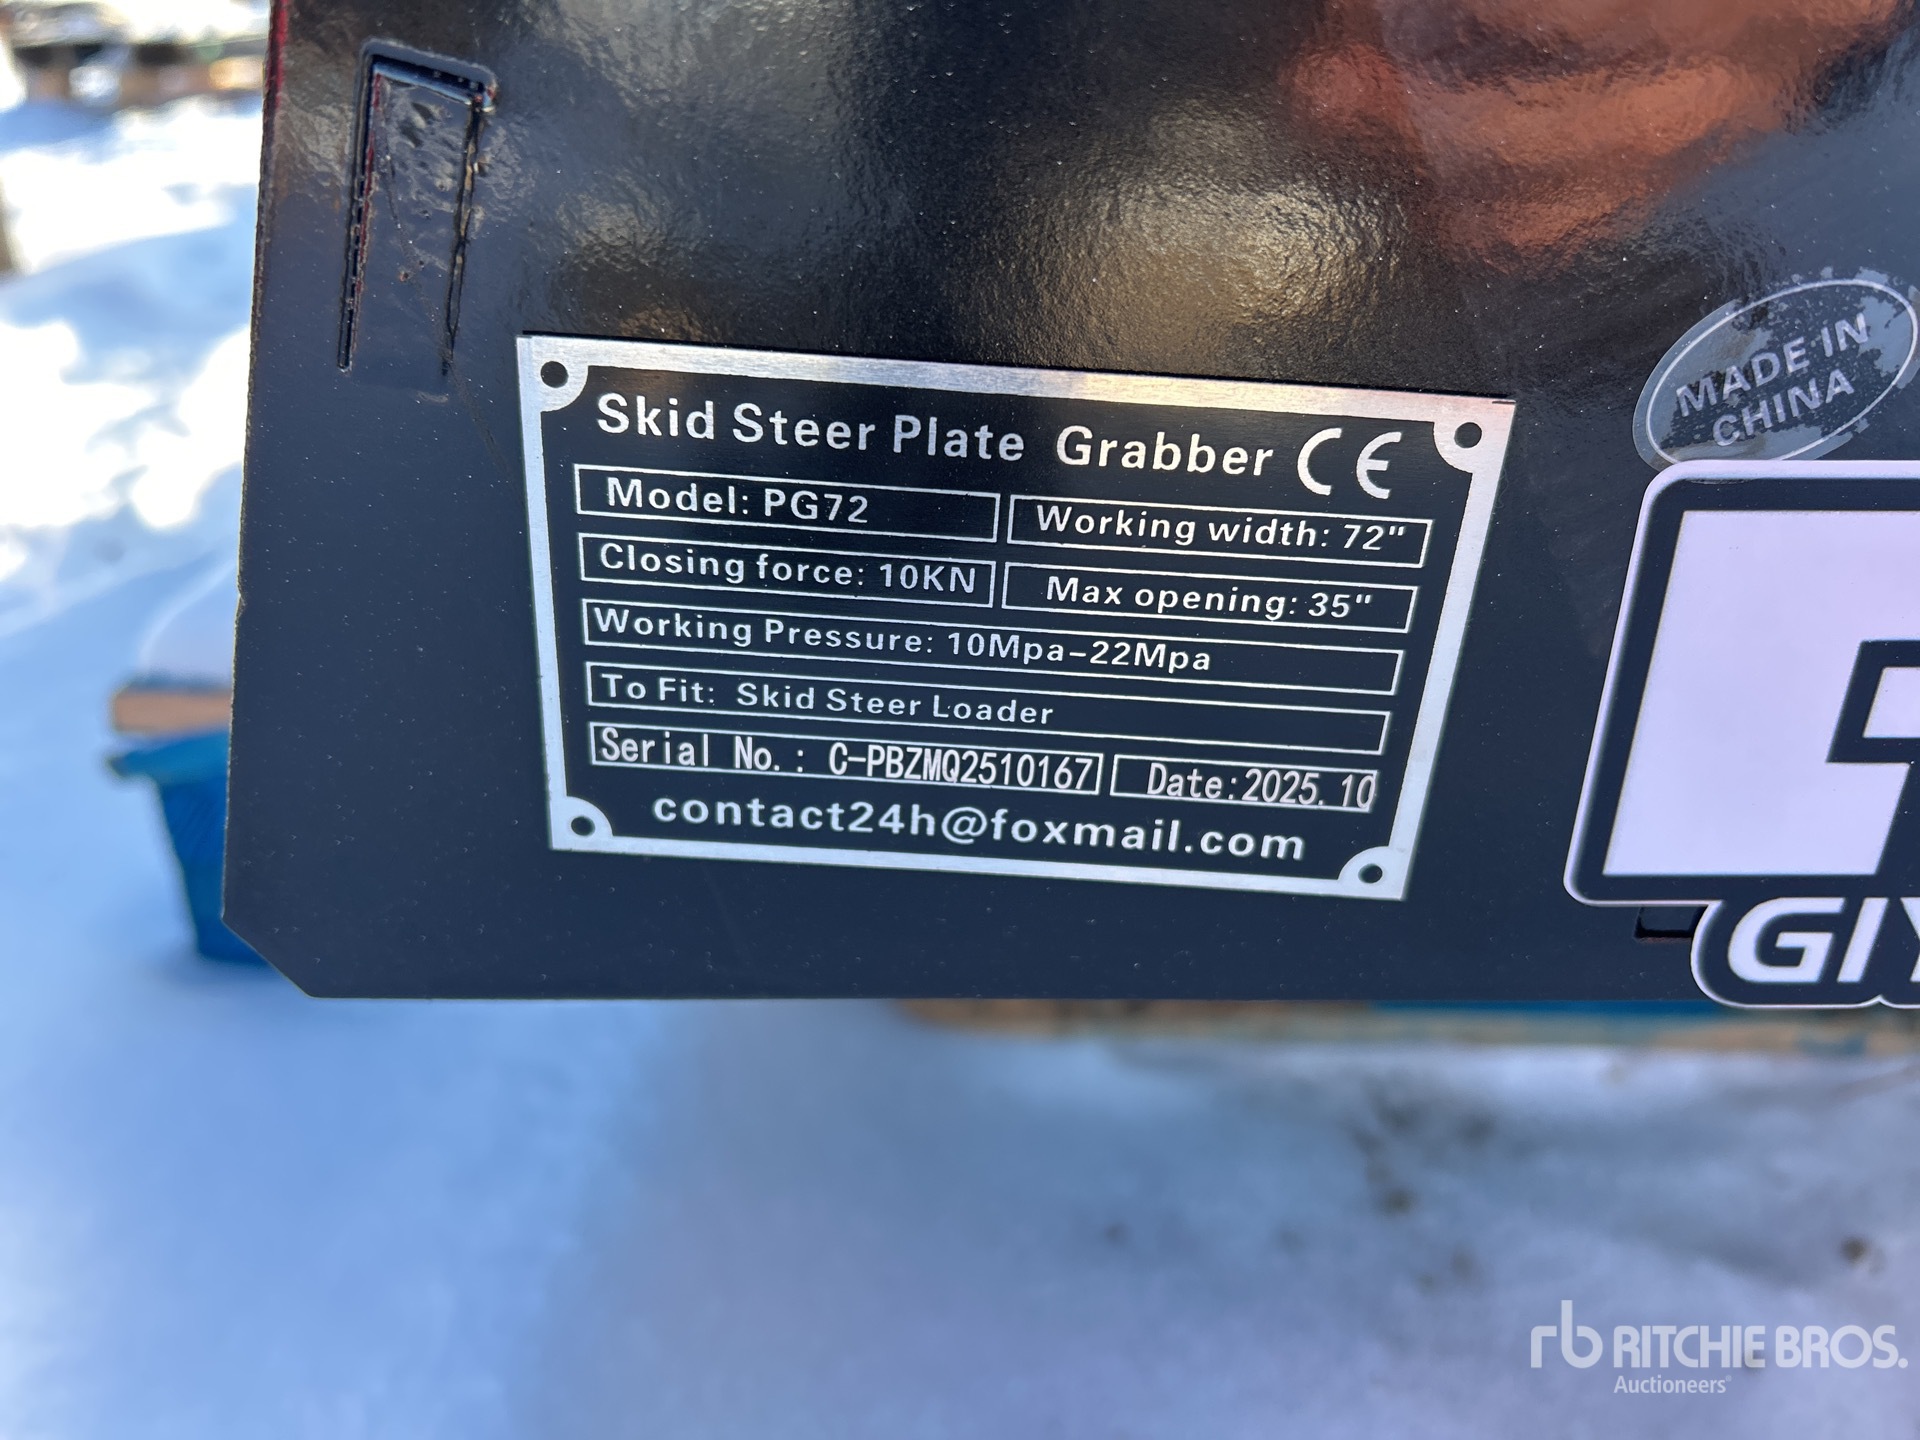 MADE IN
CHINA
Skid Steer Plate Grabber CE
Model: PG72
Working width: 72"
Closing force: 10KN
Max opening: 35"
Working Pressure: 10Mpa-22Mpa
To Fit: Skid Steer Loader
Serial No.: C-PBZMQ2510167
Date:2025.10
contact24h@foxmail.com
GIY
rb RITCHIE BROS.
Auctioneers